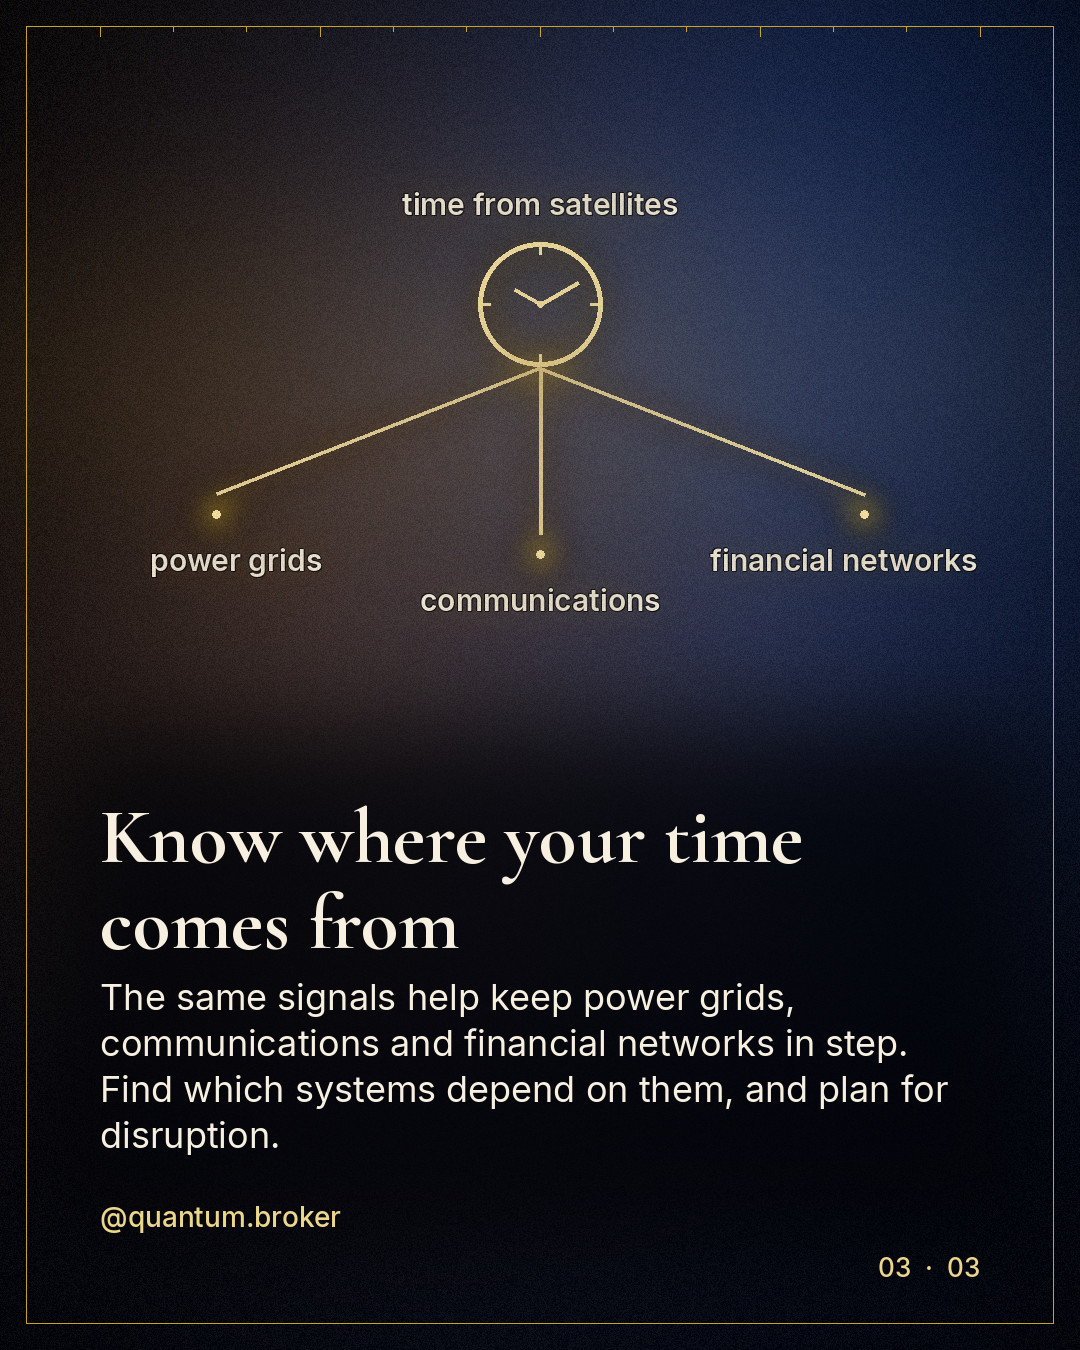 time from satellites
power grids
financial networks
communications
Know where your time
comes from
The same signals help keep power grids,
communications and financial networks in step.
Find which systems depend on them, and plan for
disruption.
@quantum.broker
03 · 03